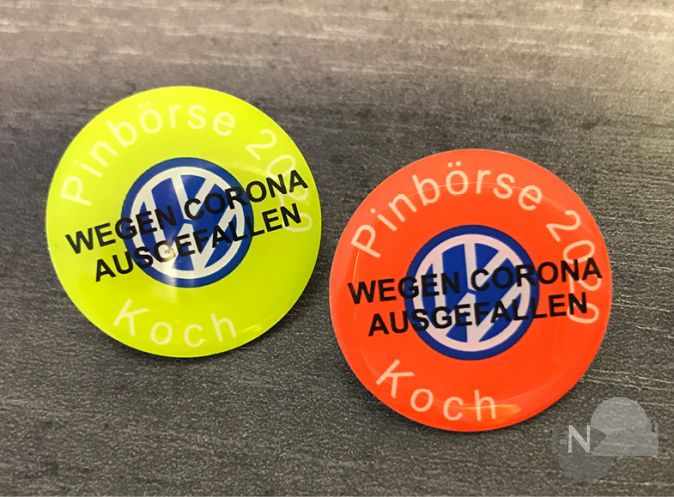 Pinbörse 2020
WEGEN CORONA
AUSGEFALLEN
Koch
Pinbörse 2020
WEGEN CORONA
AUSGEFALLEN
Koch
N